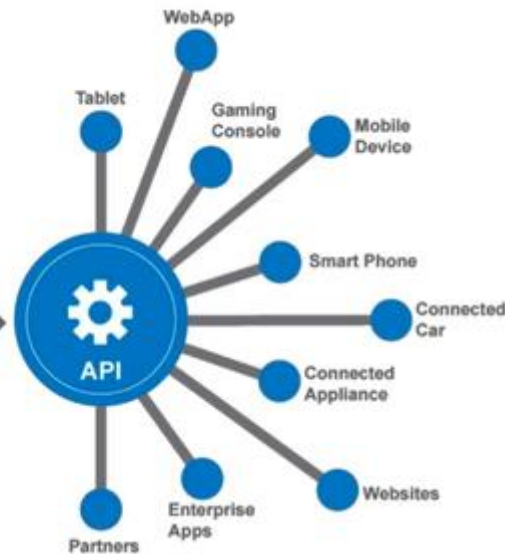 WebApp
Tablet
Gaming
Console
Mobile
Device
Smart Phone
Connected
Car
API
Connected
Appliance
Websites
Enterprise
Apps
Partners